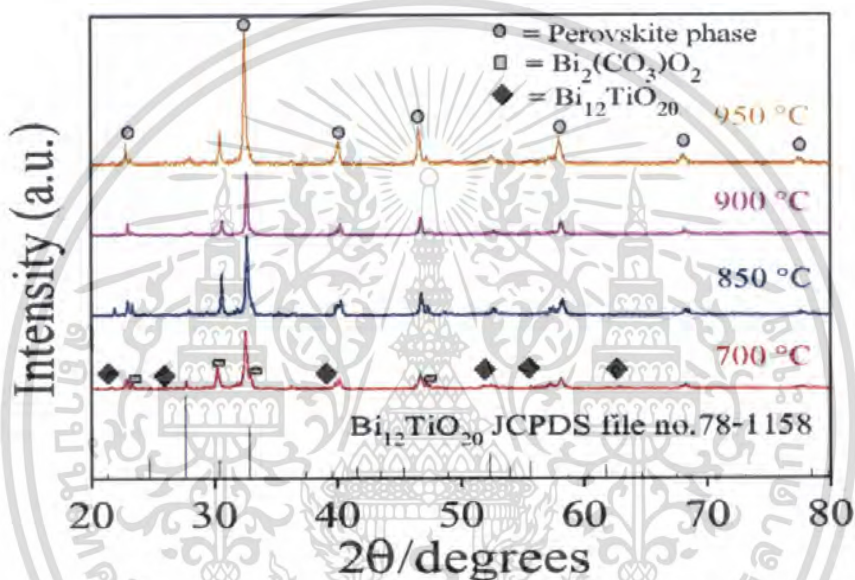 = Perovskite phase
= Bi₂(CO₃)O₂
= Bi₁₂TiO₂₀
950 °C
900 °C
850 °C
700 °C
Bi₁₂TiO₂₀ JCPDS file no.78-1158
Intensity (a.u.)
20 30 40 50 60 70 80
2θ/degrees